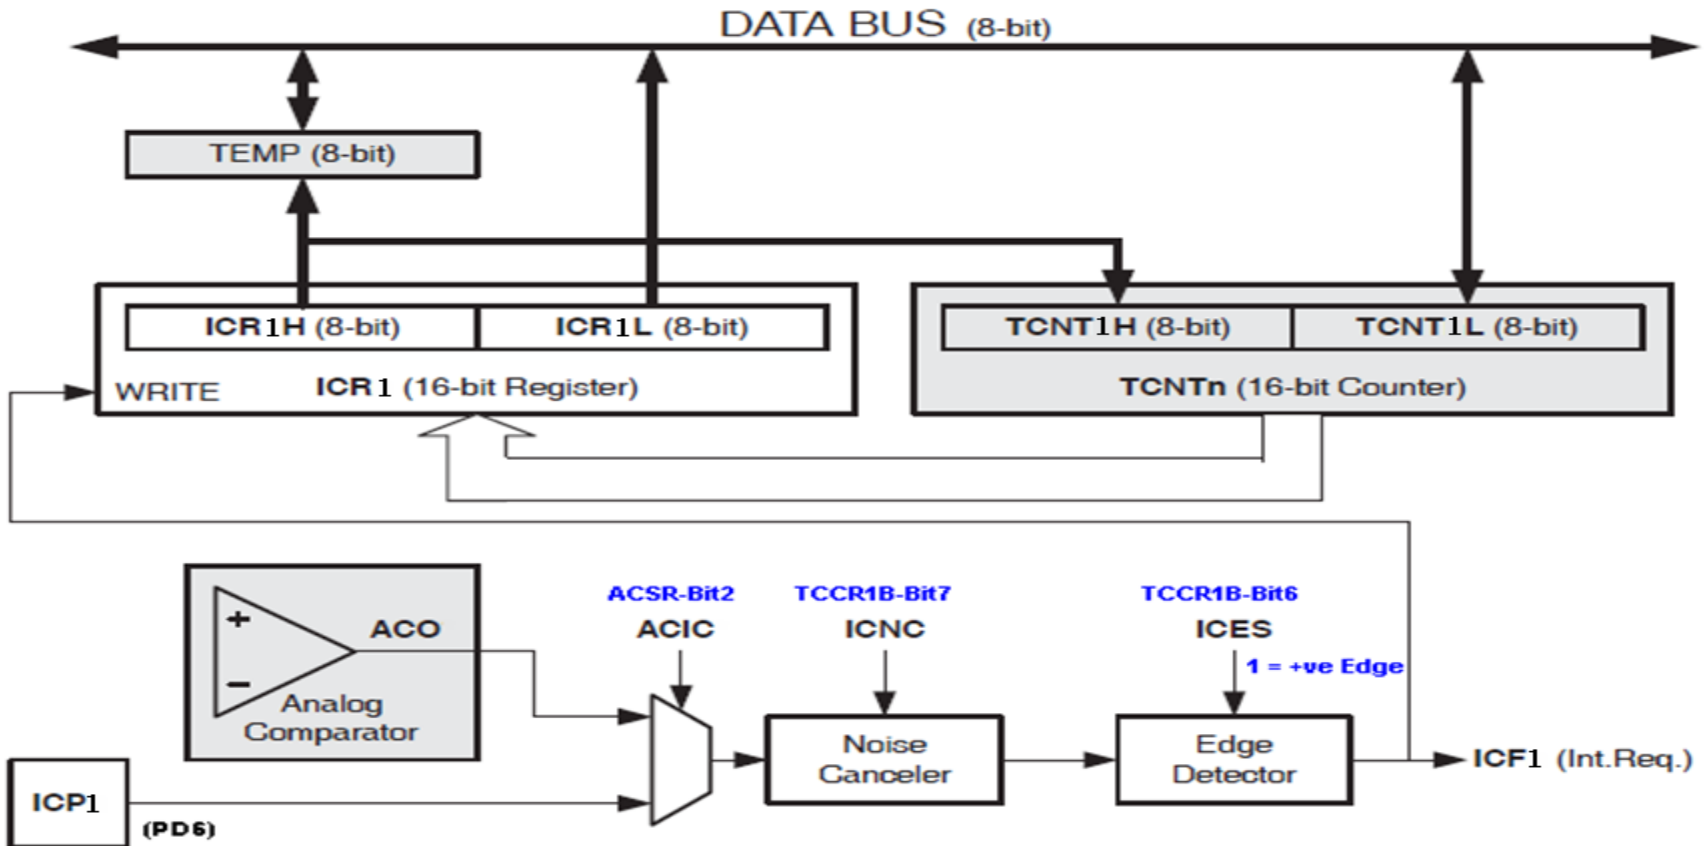 DATA BUS (8-bit)
TEMP (8-bit)
ICR1H (8-bit)
ICR1L (8-bit)
TCNT1H (8-bit)
TCNT1L (8-bit)
WRITE
ICR1 (16-bit Register)
TCNTn (16-bit Counter)
ACSR-Bit2
TCCR1B-Bit7
TCCR1B-Bit6
ACIC
ICNC
ICES
1 = +ve Edge
+
ACO
−
Analog
Comparator
Noise
Canceler
Edge
Detector
ICF1 (Int.Req.)
ICP1
(PD6)